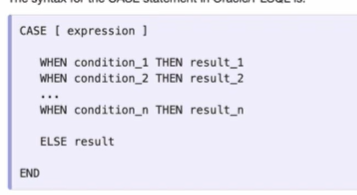 The syntax for the CASE statement in Oracle/PLSQL is:
CASE [ expression ]
WHEN condition_1 THEN result_1
WHEN condition_2 THEN result_2
...
WHEN condition_n THEN result_n
ELSE result
END